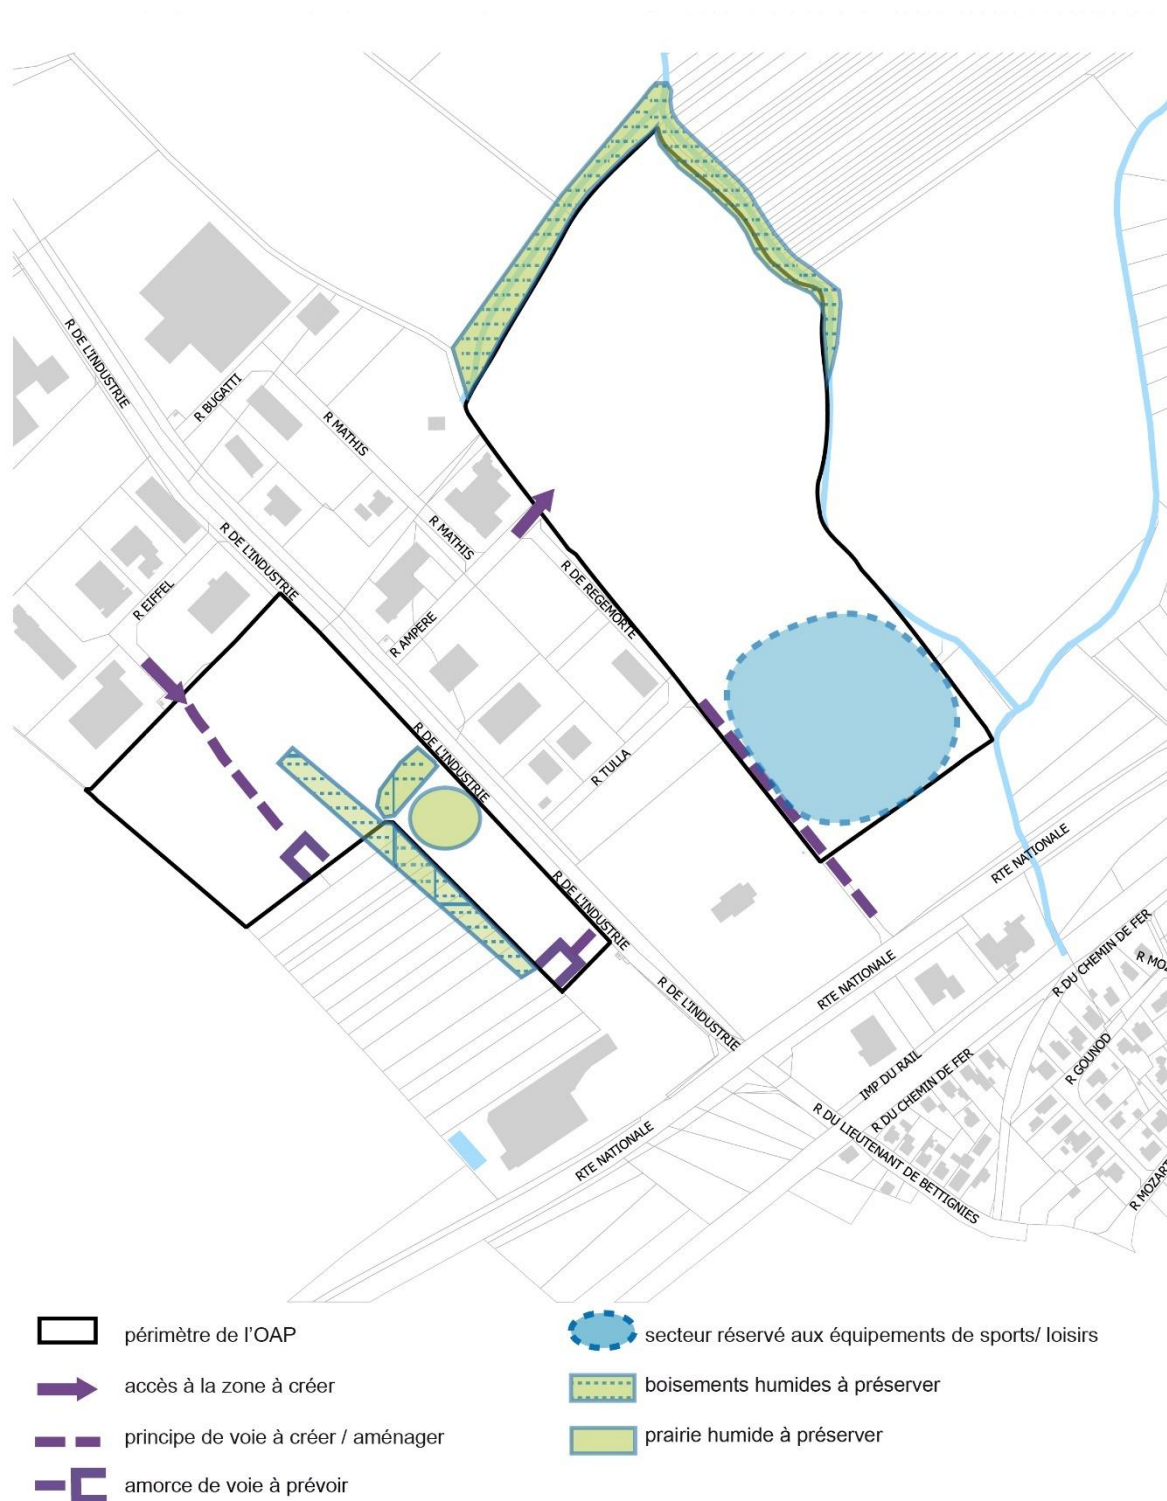 R DE L'INDUSTRIE
R BUGATTI
R MATHIS
R MATHIS
R DE L'INDUSTRIE
R EIFFEL
R AMPERE
R DE REGEMORTE
R DE L'INDUSTRIE
R TULLA
R DE L'INDUSTRIE
RTE NATIONALE
R DE L'INDUSTRIE
RTE NATIONALE
R DU CHEMIN DE FER
R MOZ
IMP DU RAIL
R GOUNOD
R DU CHEMIN DE FER
R DU LIEUTENANT DE BETTIGNIES
RTE NATIONALE
R MOZART
périmètre de l'OAP
accès à la zone à créer
principe de voie à créer / aménager
amorce de voie à prévoir
secteur réservé aux équipements de sports/ loisirs
boisements humides à préserver
prairie humide à préserver